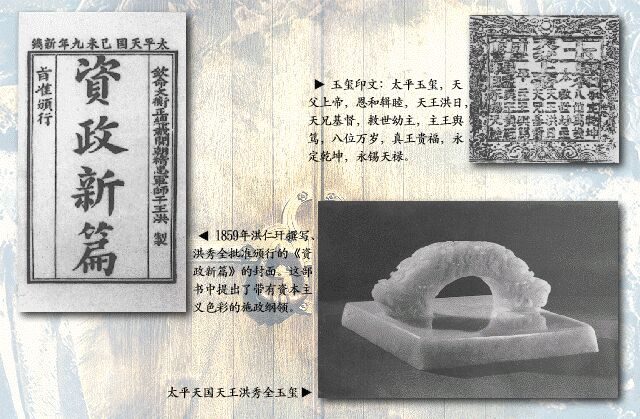 太平天囯己未九年新鐫
旨准頒行
資政新篇
欽命文衡正總裁開朝精忠軍師干王洪 製
▶ 玉玺印文：太平玉玺，天
父上帝，恩和辑睦，天王洪日，
天兄基督，救世幼主，主王舆
笃，八位万岁，真王贵福，永
定乾坤，永锡天禄。
◀ 1859年洪仁玕撰写、
洪秀全批准颁行的《资
政新篇》的封面。这部
书中提出了带有资本主
义色彩的施政纲领。
太平天国天王洪秀全玉玺 ▶